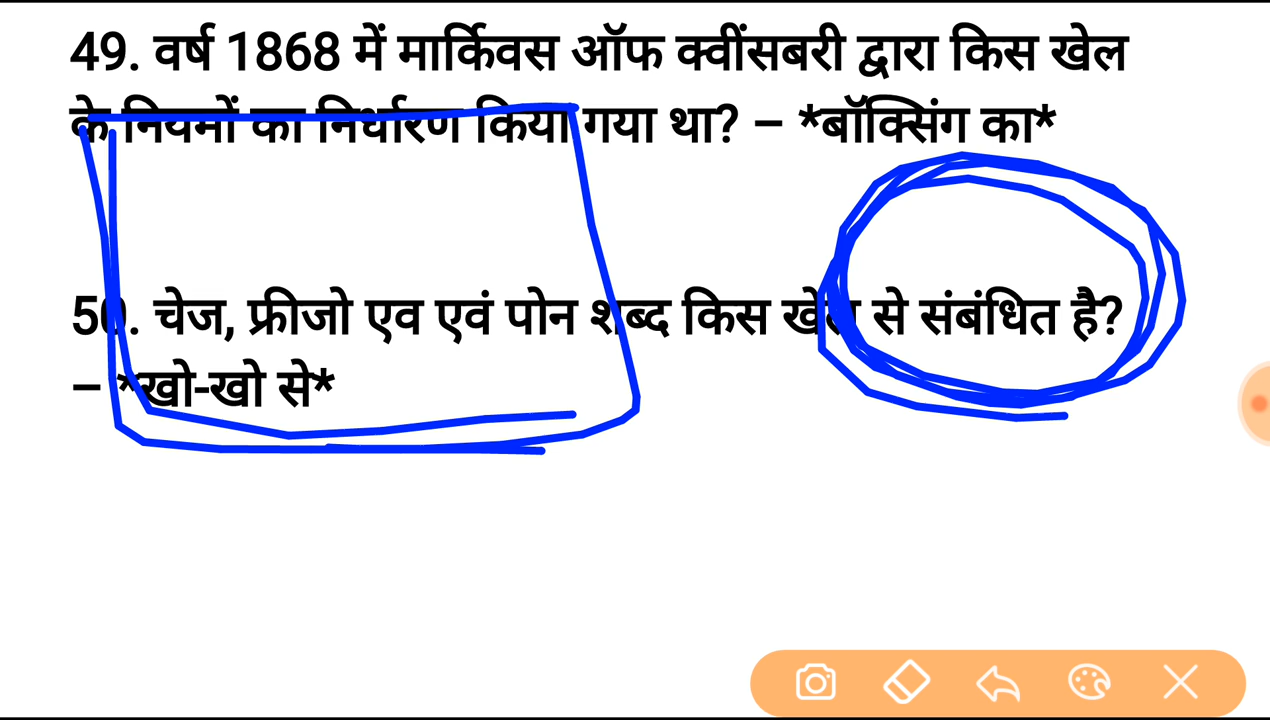 49. वर्ष 1868 में मार्किवस ऑफ क्वींसबरी द्वारा किस खेल
के नियमों का निर्धारण किया गया था? – *बॉक्सिंग का*
50. चेज, फ्रीजो एव एवं पोन शब्द किस खेल से संबंधित है?
– *खो-खो से*